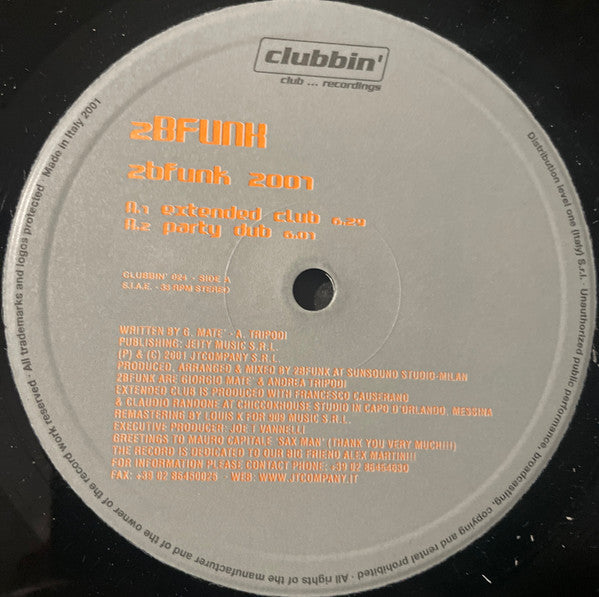 clubbin'
club ... recordings
2BFUNK
2bfunk 2001
A.1 extended club 6.29
A.2 party dub 6.01
CLUBBIN' 024 - SIDE A
S.I.A.E. - 33 RPM STEREO
WRITTEN BY G. MATE' - A. TRIPODI
PUBLISHING: JEITY MUSIC S.R.L.
(P) & (C) 2001 JTCOMPANY S.R.L.
PRODUCED, ARRANGED & MIXED BY 2BFUNK AT SUNSOUND STUDIO-MILAN
2BFUNK ARE GIORGIO MATE' & ANDREA TRIPODI
EXTENDED CLUB IS PRODUCED WITH FRANCESCO CAUSERANO
& CLAUDIO RANDONE AT CHICCOXHOUSE STUDIO IN CAPO D'ORLANDO, MESSINA
REMASTERING BY LOUIS X FOR 909 MUSIC S.R.L.
EXECUTIVE PRODUCER: JOE T VANNELLI
GREETINGS TO MAURO CAPITALE 'SAX MAN' (THANK YOU VERY MUCH!!!)
THE RECORD IS DEDICATED TO OUR BIG FRIEND ALEX MARTINI!!!
FOR INFORMATION PLEASE CONTACT PHONE: +39 02 86454630
FAX: +39 02 86450025 - WEB: WWW.JTCOMPANY.IT
Distribution level one (Italy) S.r.l. · Unauthorized public performance, broadcasting, copying and rental prohibited · All rights of the manufacturer and of the owner of the record work reserved · All trademarks and logos protected · Made in Italy 2001